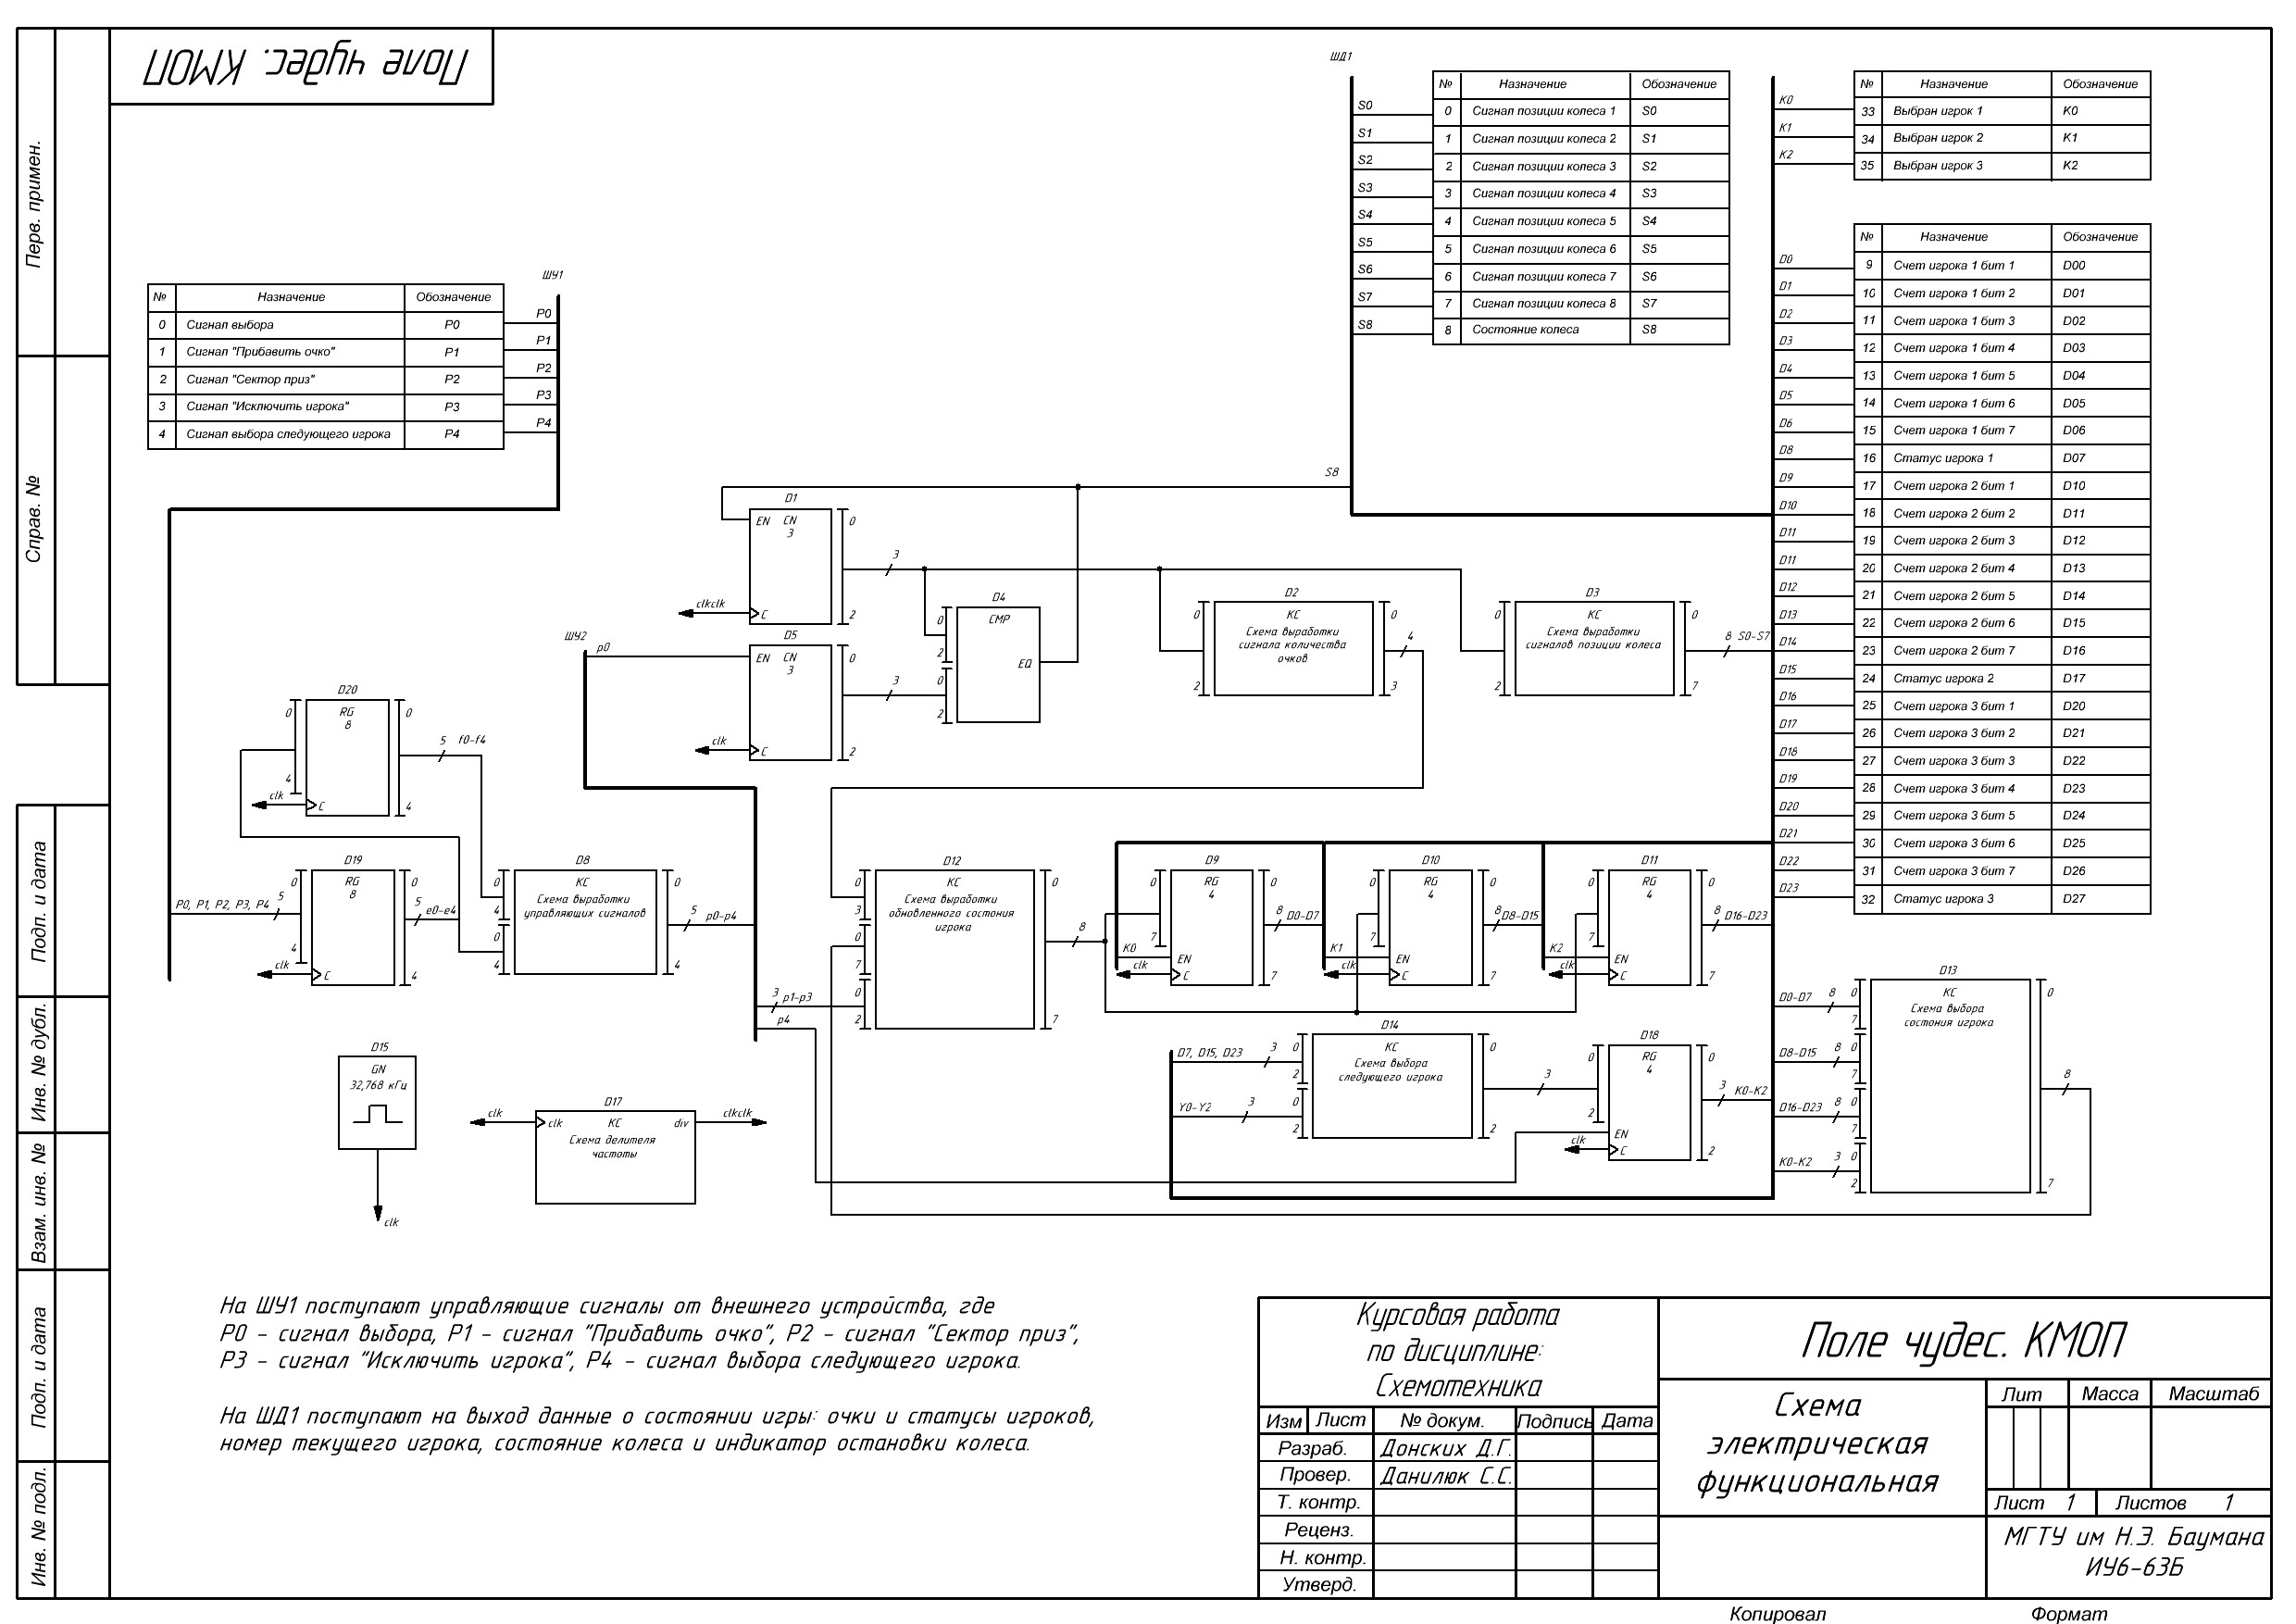 Поле чудес. КМОП
Перв. примен.
Справ. №
Подп. и дата
Инв. № дубл.
Взам. инв. №
Подп. и дата
Инв. № подл.
ШУ1
№ Назначение Обозначение
0 Сигнал выбора P0 P0
1 Сигнал "Прибавить очко" P1 P1
2 Сигнал "Сектор приз" P2 P2
3 Сигнал "Исключить игрока" P3 P3
4 Сигнал выбора следующего игрока P4 P4
ШД1
№ Назначение Обозначение
S0 0 Сигнал позиции колеса 1 S0
S1 1 Сигнал позиции колеса 2 S1
S2 2 Сигнал позиции колеса 3 S2
S3 3 Сигнал позиции колеса 4 S3
S4 4 Сигнал позиции колеса 5 S4
S5 5 Сигнал позиции колеса 6 S5
S6 6 Сигнал позиции колеса 7 S6
S7 7 Сигнал позиции колеса 8 S7
S8 8 Состояние колеса S8
№ Назначение Обозначение
K0 33 Выбран игрок 1 K0
K1 34 Выбран игрок 2 K1
K2 35 Выбран игрок 3 K2
№ Назначение Обозначение
D0 9 Счет игрока 1 бит 1 D00
D1 10 Счет игрока 1 бит 2 D01
D2 11 Счет игрока 1 бит 3 D02
D3 12 Счет игрока 1 бит 4 D03
D4 13 Счет игрока 1 бит 5 D04
D5 14 Счет игрока 1 бит 6 D05
D6 15 Счет игрока 1 бит 7 D06
D8 16 Статус игрока 1 D07
D9 17 Счет игрока 2 бит 1 D10
D10 18 Счет игрока 2 бит 2 D11
D11 19 Счет игрока 2 бит 3 D12
D11 20 Счет игрока 2 бит 4 D13
D12 21 Счет игрока 2 бит 5 D14
D13 22 Счет игрока 2 бит 6 D15
D14 23 Счет игрока 2 бит 7 D16
D15 24 Статус игрока 2 D17
D16 25 Счет игрока 3 бит 1 D20
D17 26 Счет игрока 3 бит 2 D21
D18 27 Счет игрока 3 бит 3 D22
D19 28 Счет игрока 3 бит 4 D23
D20 29 Счет игрока 3 бит 5 D24
D21 30 Счет игрока 3 бит 6 D25
D22 31 Счет игрока 3 бит 7 D26
D23 32 Статус игрока 3 D27
S8
D1
EN CN 0
3
3
clkclk C 2
D4
0 CMP
2
0 EQ
2
ШУ2
p0
D5
EN CN 0
3
3
clk C 2
D2
0 КС 0
Схема выработки
сигнала количества
очков
4
2 3
D3
0 КС 0
Схема выработки
сигналов позиции колеса
8 S0-S7
2 7
D20
0 RG 0
8
5 f0-f4
4
clk C 4
D19
0 RG 0
8
P0, P1, P2, P3, P4 5
5 e0-e4
4
clk C 4
D8
0 КС 0
Схема выработки
управляющих сигналов
4
0
5 p0-p4
4 4
D12
0 КС 0
Схема выработки
обновленного состония
игрока
3
0
8
7
0
3 p1-p3
2 7
p4
D9
0 RG 0
4
8 D0-D7
7
K0 EN
clk C 7
D10
0 RG 0
4
8 D8-D15
7
K1 EN
clk C 7
D11
0 RG 0
4
8 D16-D23
7
K2 EN
clk C 7
D13
D0-D7 8 0 КС 0
Схема выбора
состония игрока
7
D8-D15 8 0
7
8
D16-D23 8 0
7
K0-K2 3 0
2 7
D14
D7, D15, D23 3 0 КС 0
Схема выбора
следующего игрока
2
3
Y0-Y2 3 0
2 2
D18
0 RG 0
4
3 K0-K2
2
EN
clk C 2
D15
GN
32,768 кГц
clk
D17
clk clk КС div clkclk
Схема делителя
частоты
На ШУ1 поступают управляющие сигналы от внешнего устройства, где
P0 - сигнал выбора, P1 - сигнал "Прибавить очко", P2 - сигнал "Сектор приз",
P3 - сигнал "Исключить игрока", P4 - сигнал выбора следующего игрока.
На ШД1 поступают на выход данные о состоянии игры: очки и статусы игроков,
номер текущего игрока, состояние колеса и индикатор остановки колеса.
Курсовая работа
по дисциплине:
Схемотехника
Изм Лист № докум. Подпись Дата
Разраб. Донских Д.Г.
Провер. Данилюк С.С.
Т. контр.
Реценз.
Н. контр.
Утверд.
Поле чудес. КМОП
Схема
электрическая
функциональная
Лит Масса Масштаб
Лист 1 Листов 1
МГТУ им Н.Э. Баумана
ИУ6-63Б
Копировал Формат